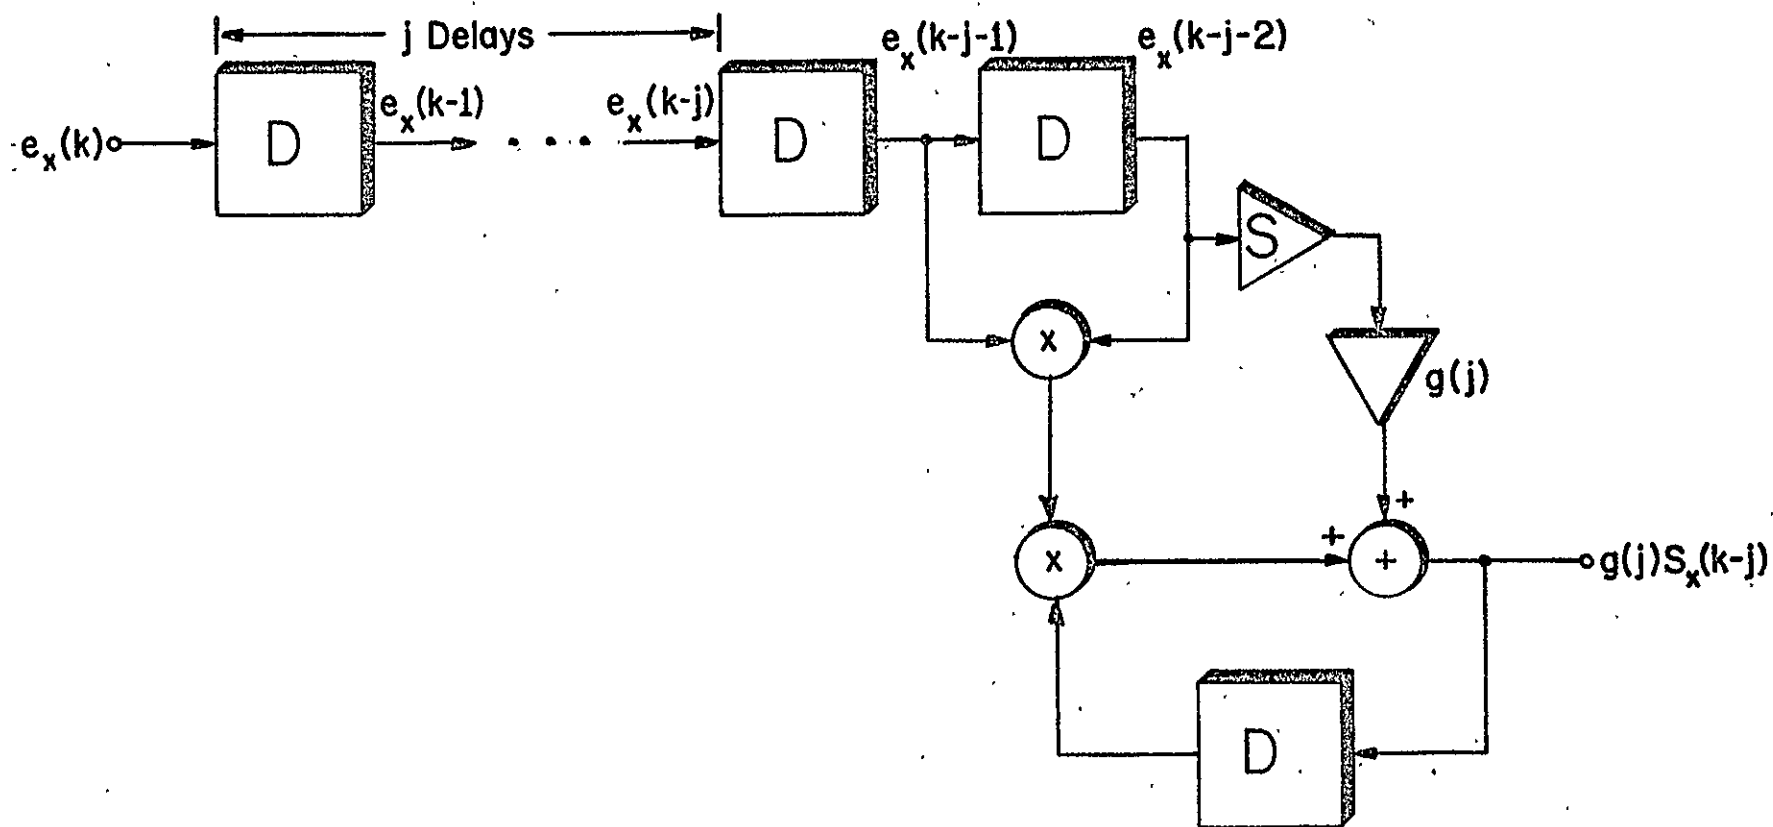 j Delays
e_x(k-j-1)
e_x(k-j-2)
e_x(k)
D
e_x(k-1)
e_x(k-j)
D
D
S
x
g(j)
+
x
+
+
g(j)S_x(k-j)
D